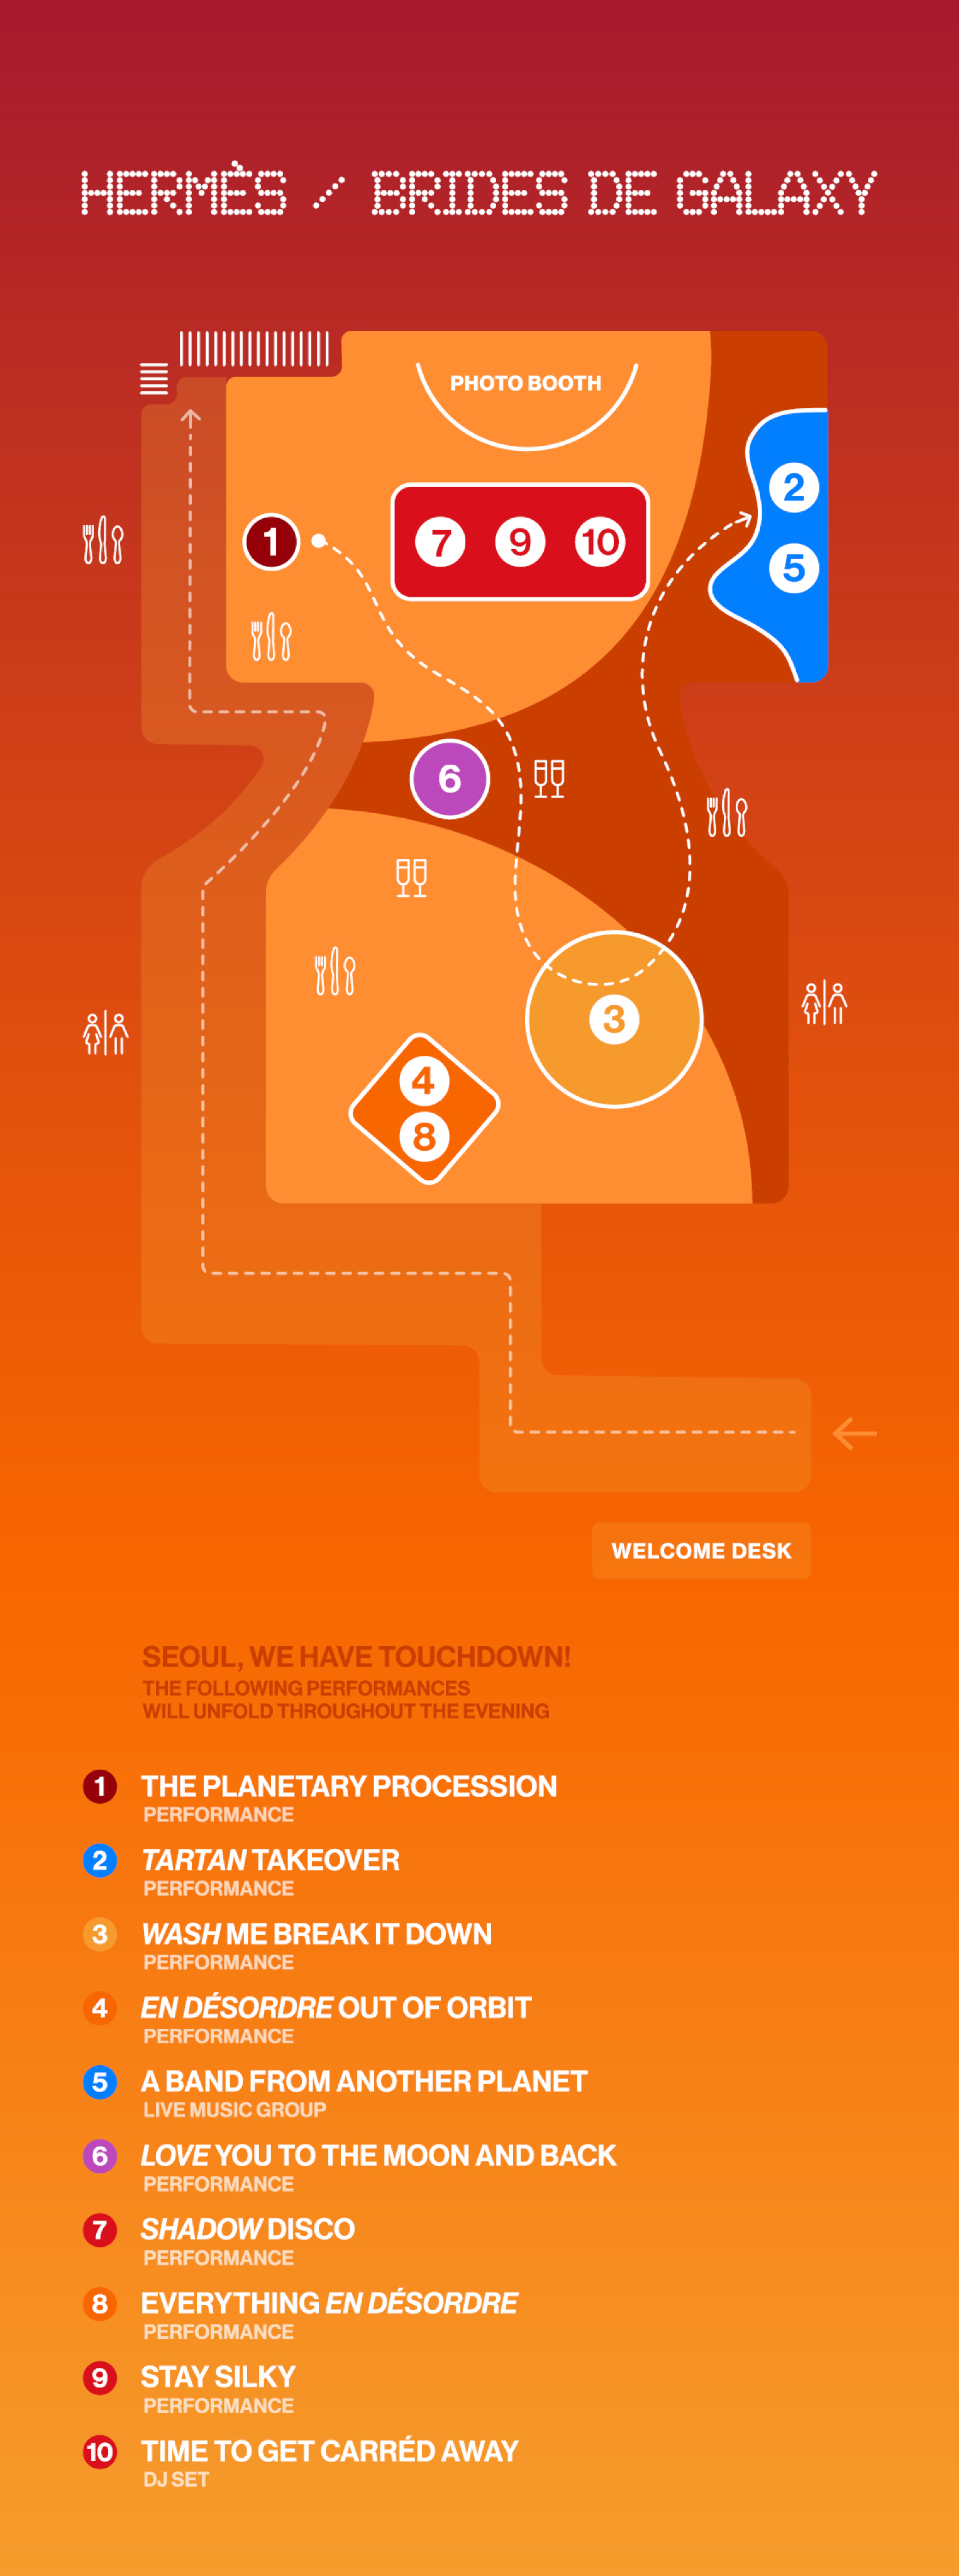 HERMÈS / BRIDES DE GALAXY
PHOTO BOOTH
2
1
7 9 10
5
6
3
4
8
WELCOME DESK
SEOUL, WE HAVE TOUCHDOWN!
THE FOLLOWING PERFORMANCES
WILL UNFOLD THROUGHOUT THE EVENING
1 THE PLANETARY PROCESSION
PERFORMANCE
2 TARTAN TAKEOVER
PERFORMANCE
3 WASH ME BREAK IT DOWN
PERFORMANCE
4 EN DÉSORDRE OUT OF ORBIT
PERFORMANCE
5 A BAND FROM ANOTHER PLANET
LIVE MUSIC GROUP
6 LOVE YOU TO THE MOON AND BACK
PERFORMANCE
7 SHADOW DISCO
PERFORMANCE
8 EVERYTHING EN DÉSORDRE
PERFORMANCE
9 STAY SILKY
PERFORMANCE
10 TIME TO GET CARRÉD AWAY
DJ SET